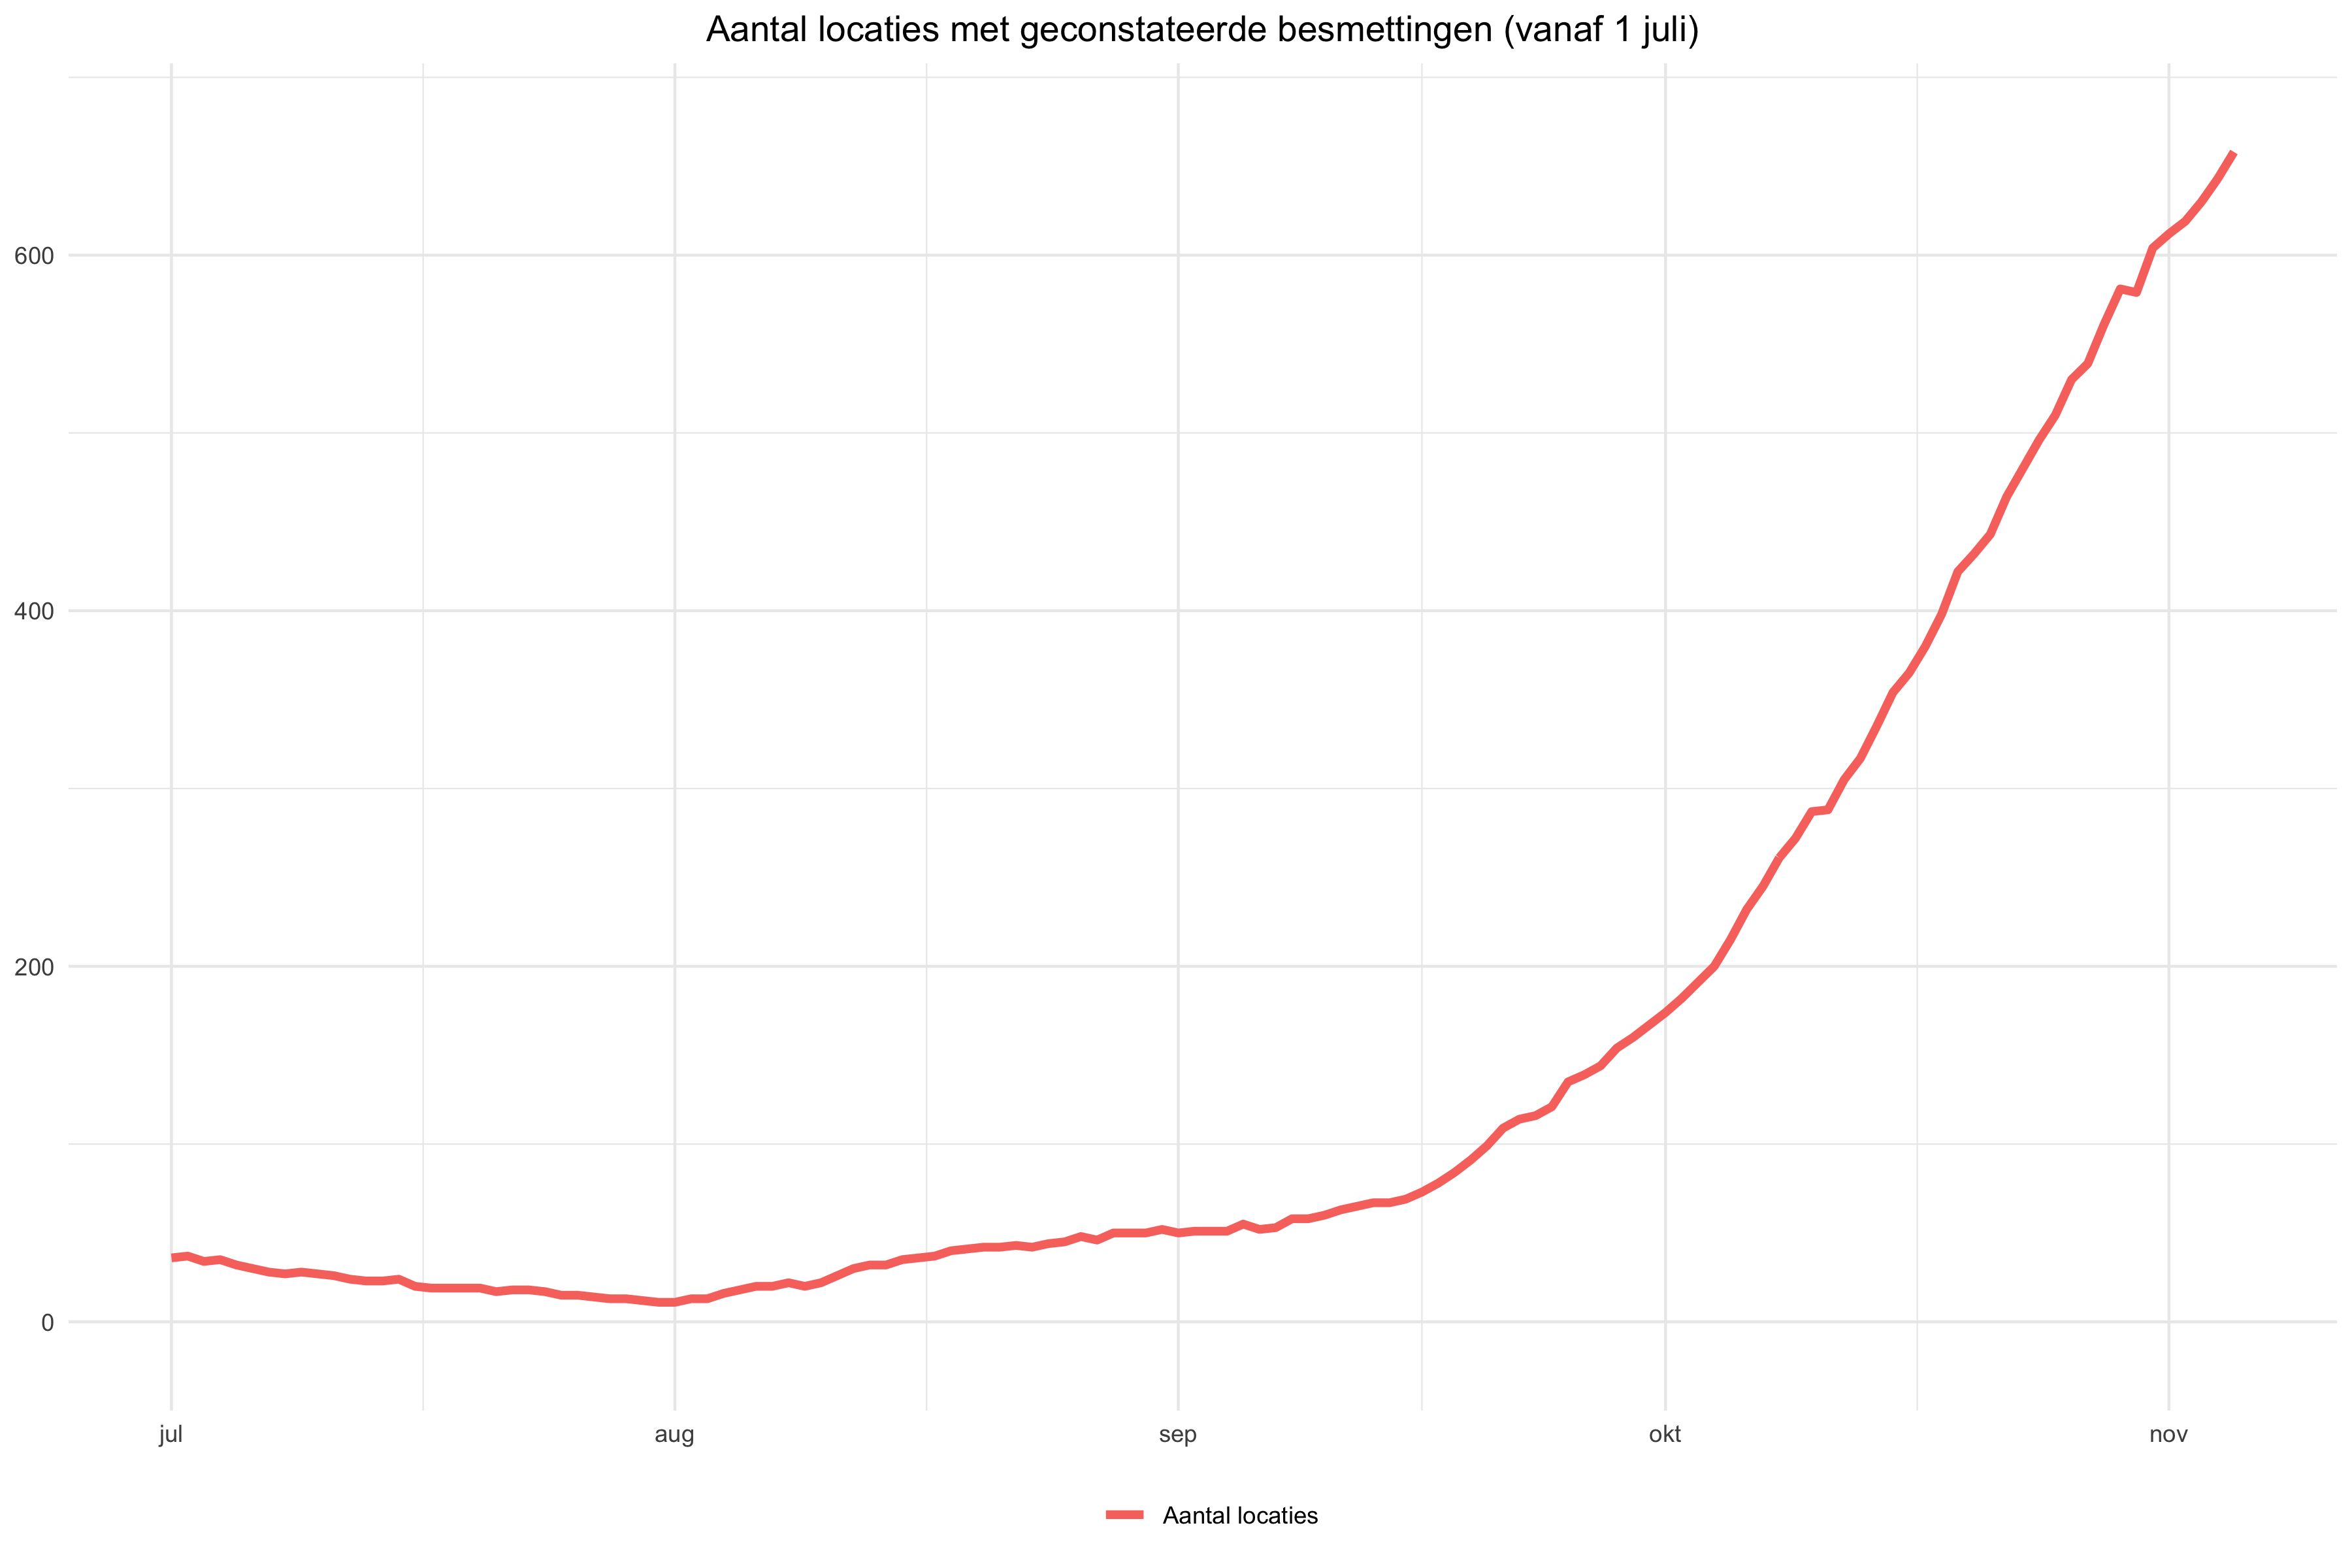 Aantal locaties met geconstateerde besmettingen (vanaf 1 juli)
600
400
200
0
jul aug sep okt nov
Aantal locaties